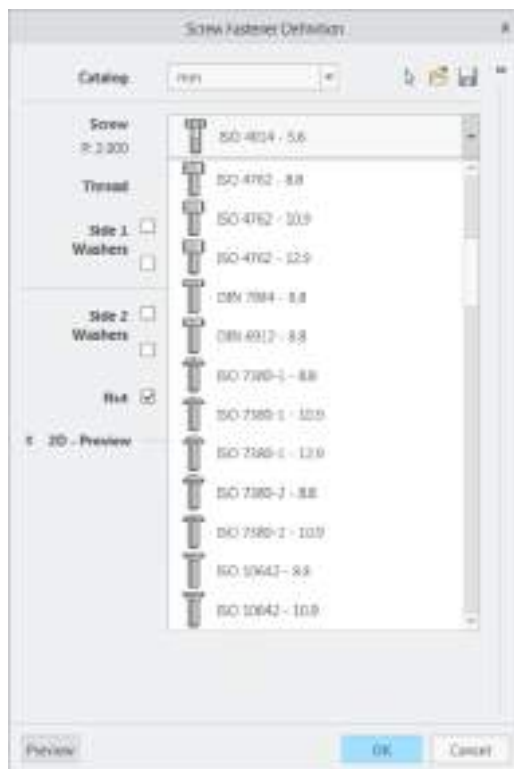 Screw Fastener Definition
Catalog
mm
Screw
ISO 4014 - 5.6
ISO 4762 - 8.8
Thread
ISO 4762 - 10.9
Side 1
Washers
ISO 4762 - 12.9
DIN 7984 - 8.8
Side 2
Washers
DIN 6912 - 8.8
ISO 7380-1 - 8.8
Nut
ISO 7380-1 - 10.9
2D - Preview
ISO 7380-1 - 12.9
ISO 7380-2 - 8.8
ISO 7380-2 - 10.9
ISO 10642 - 8.8
ISO 10642 - 10.9
Preview
OK
Cancel